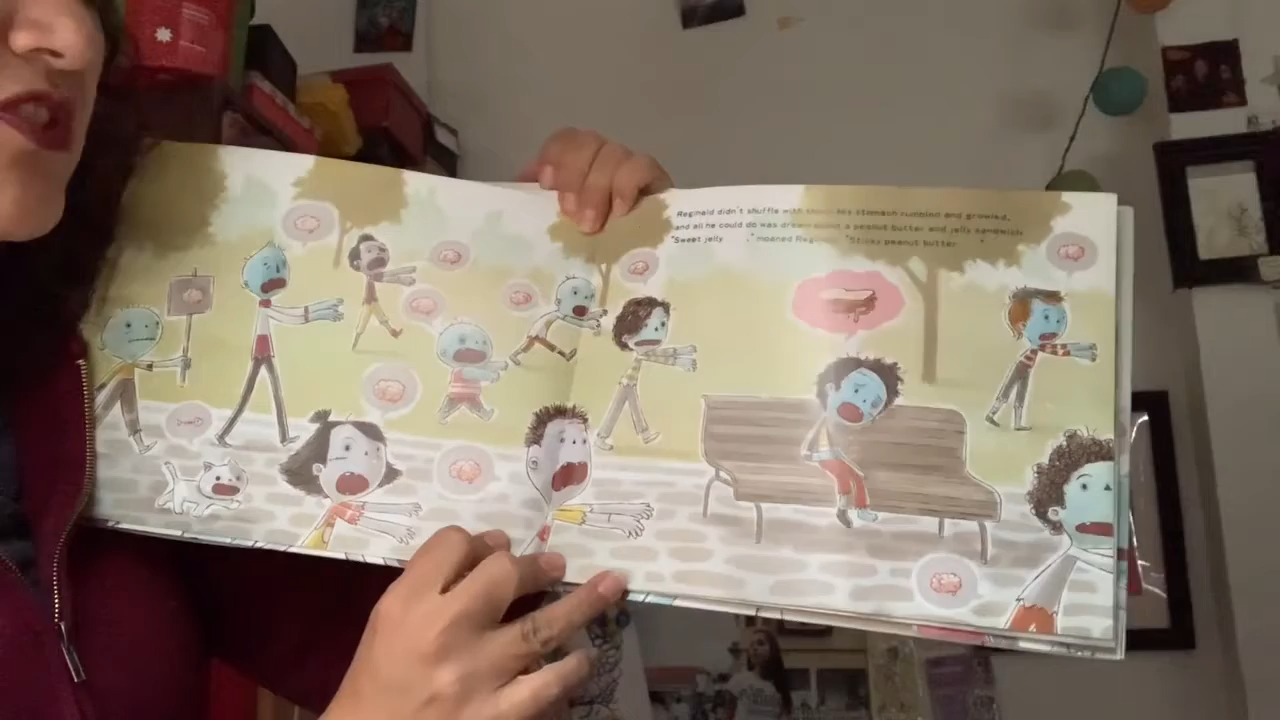 Reginald didn't shuffle with them. His stomach rumbled and growled,
and all he could do was dream about a peanut butter and jelly sandwich.
"Sweet jelly ," moaned Reginald. "Sticky peanut butter "